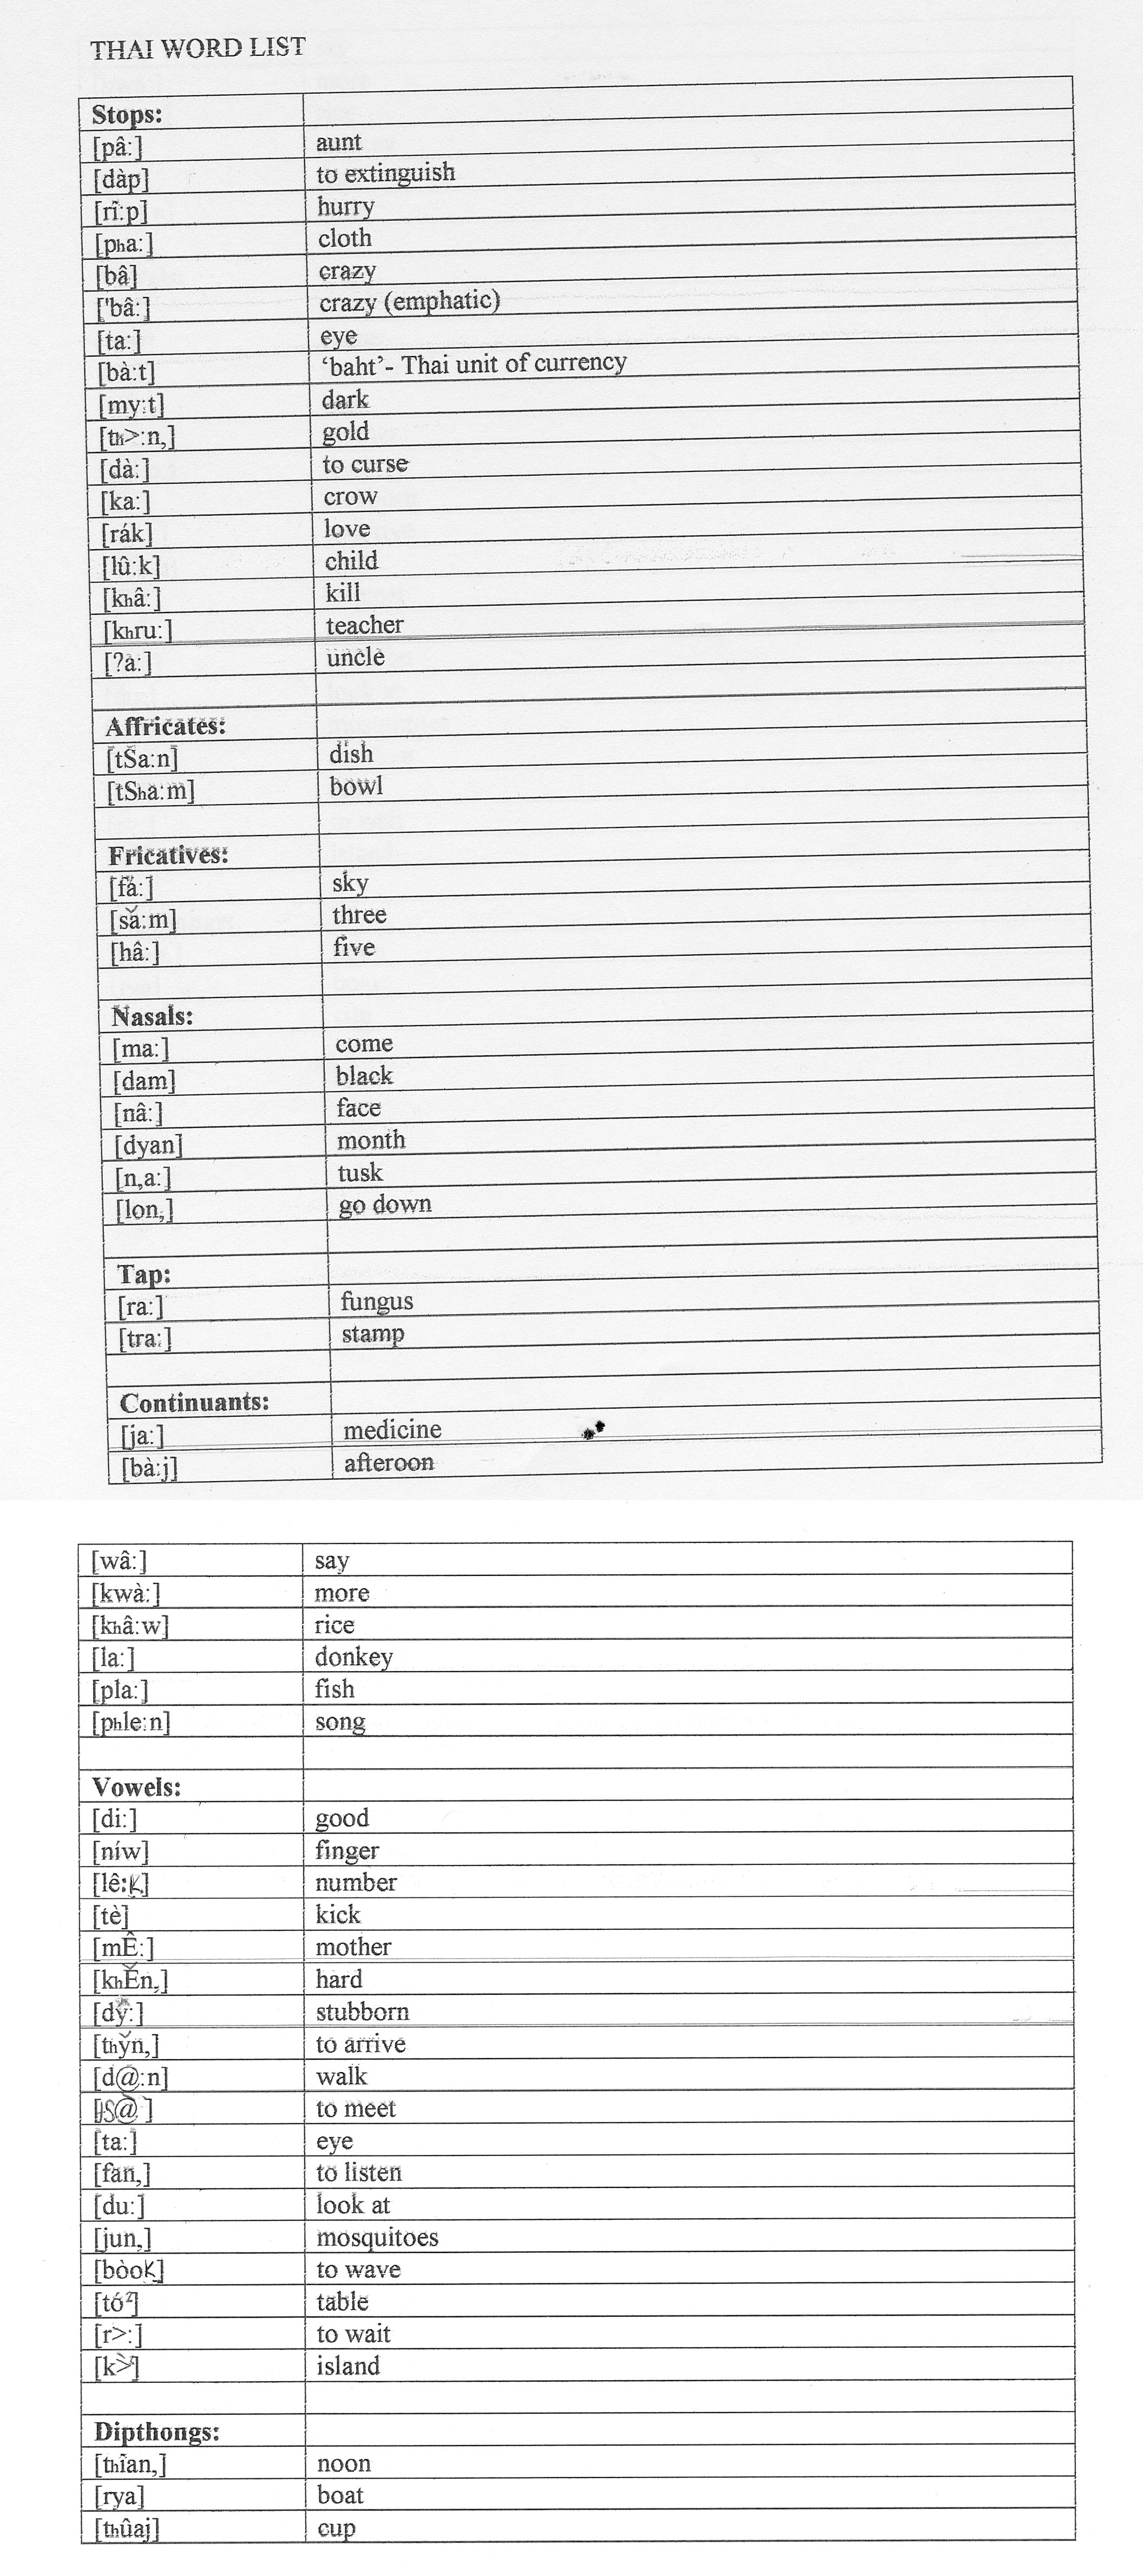 THAI WORD LIST
Stops:
[pâ:] aunt
[dàp] to extinguish
[rî:p] hurry
[pha:] cloth
[bâ] crazy
['bâ:] crazy (emphatic)
[ta:] eye
[bà:t] ‘baht’- Thai unit of currency
[my:t] dark
[th>:n,] gold
[dà:] to curse
[ka:] crow
[rák] love
[lû:k] child
[khâ:] kill
[khru:] teacher
[?a:] uncle
Affricates:
[tSa:n] dish
[tSha:m] bowl
Fricatives:
[fá:] sky
[sǎ:m] three
[hâ:] five
Nasals:
[ma:] come
[dam] black
[nâ:] face
[dyan] month
[n,a:] tusk
[lon,] go down
Tap:
[ra:] fungus
[tra:] stamp
Continuants:
[ja:] medicine
[bà:j] afteroon
[wâ:] say
[kwà:] more
[khâ:w] rice
[la:] donkey
[pla:] fish
[phle:n] song
Vowels:
[di:] good
[níw] finger
[lê:k] number
[tè] kick
[mÊ:] mother
[khĚn,] hard
[dy:] stubborn
[thy̌n,] to arrive
[d@:n] walk
to meet
[ta:] eye
[fan,] to listen
[du:] look at
[jun,] mosquitoes
[bòok] to wave
[tó?] table
[r>:] to wait
[k>̀?] island
Dipthongs:
[thîan,] noon
[rya] boat
[thûaj] cup